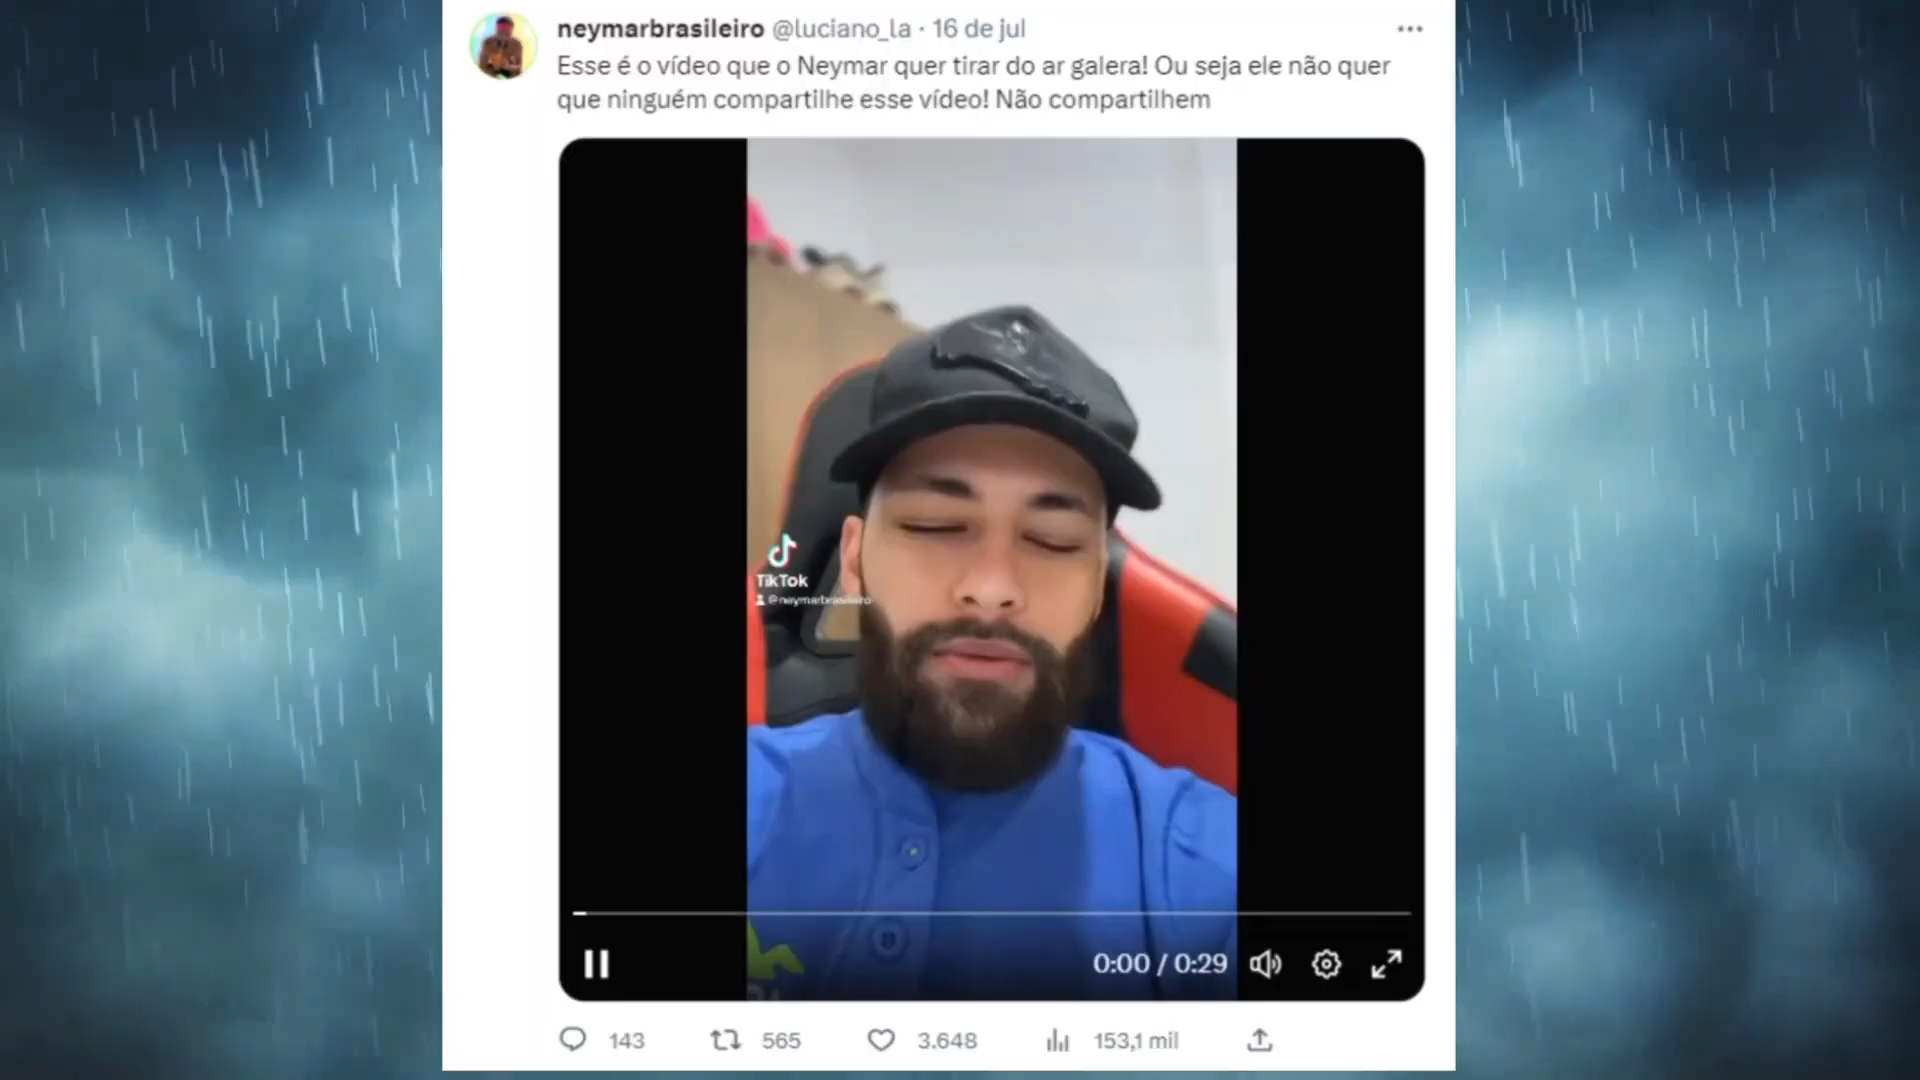 neymarbrasileiro @luciano_la · 16 de jul
Esse é o vídeo que o Neymar quer tirar do ar galera! Ou seja ele não quer
que ninguém compartilhe esse vídeo! Não compartilhem
TikTok
@neymarbrasileiro
0:00 / 0:29
143
565
3.648
153,1 mil